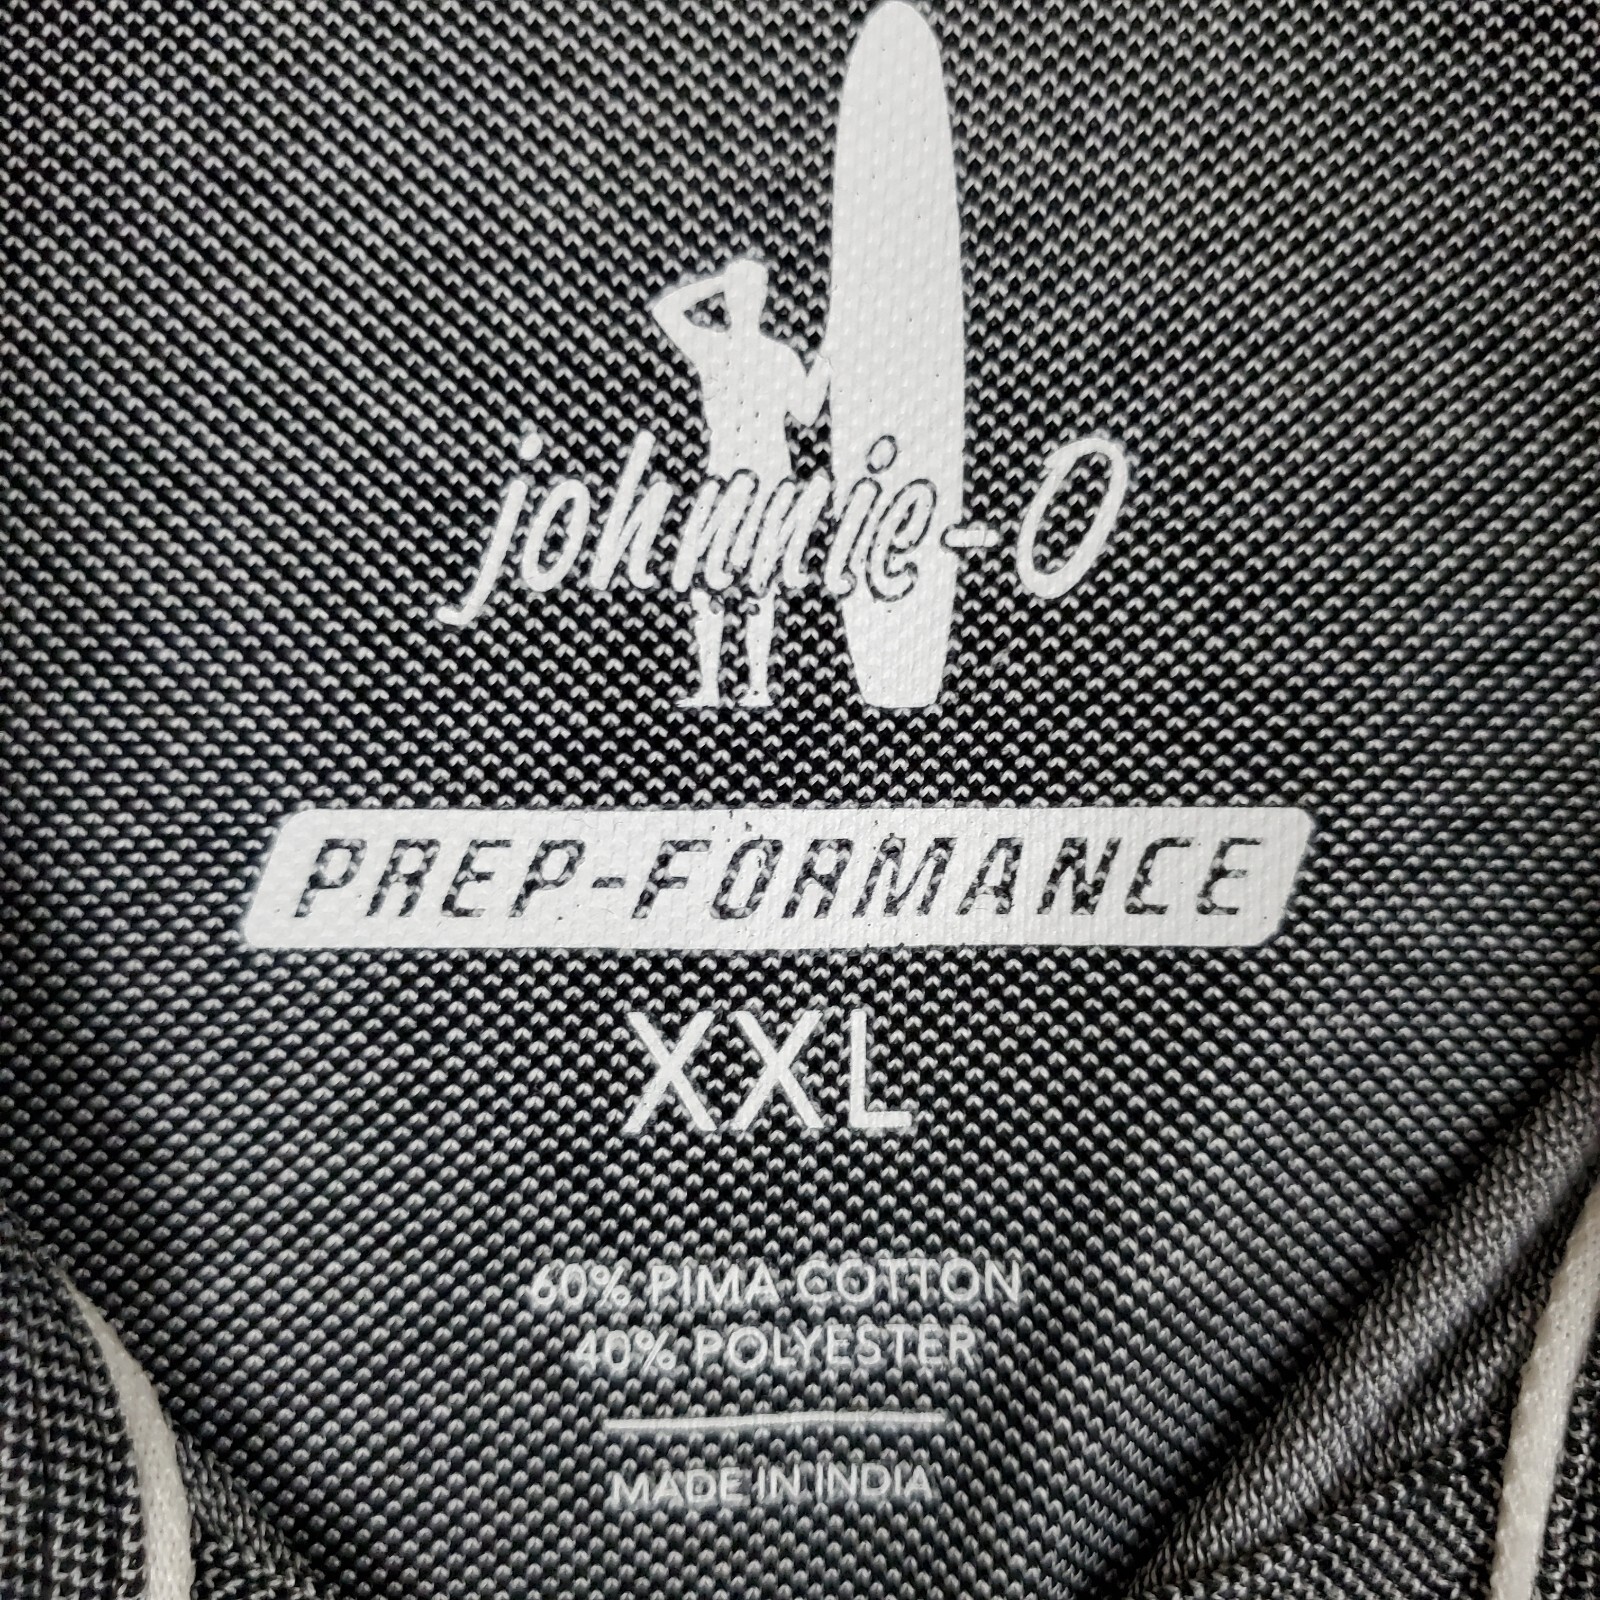 johnnie-O
PREP-FORMANCE
XXL
60% PIMA COTTON
40% POLYESTER
MADE IN INDIA